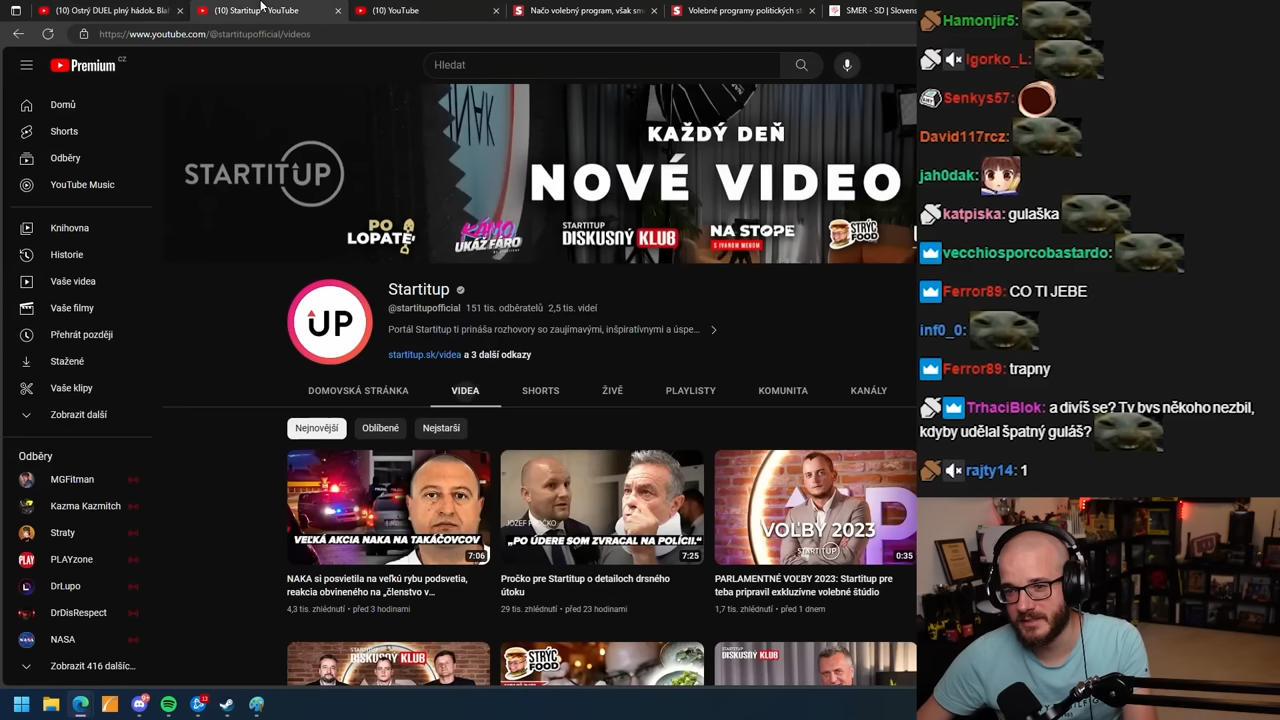 (10) Ostrý DUEL plný hádok. Blah
(10) Startitup - YouTube
(10) YouTube
Načo volebný program, však sme
Volebné programy politických st
SMER - SD | Slovens
https://www.youtube.com/@startitupofficial/videos
Premium CZ
Hledat
Domů
Shorts
Odběry
YouTube Music
Knihovna
Historie
Vaše videa
Vaše filmy
Přehrát později
Stažené
Vaše klipy
Zobrazit další
Odběry
MGFitman
Kazma Kazmitch
Straty
PLAYzone
DrLupo
DrDisRespect
NASA
Zobrazit 416 dalšíc...
STARTITUP
KAŽDÝ DEŇ
NOVÉ VIDEO
PO LOPATE
KÁMO UKÁŽ FÁRO
STARTITUP DISKUSNÝ KLUB
NA STOPE
S IVANOM MEGOM
STRÝC FOOD
UP
Startitup
@startitupofficial 151 tis. odběratelů 2,5 tis. videí
Portál Startitup ti prináša rozhovory so zaujímavými, inšpiratívnymi a úspe...
startitup.sk/videa a 3 další odkazy
DOMOVSKÁ STRÁNKA VIDEA SHORTS ŽIVĚ PLAYLISTY KOMUNITA KANÁLY
Nejnovější Oblíbené Nejstarší
VEĽKÁ AKCIA NAKA NA TAKÁČOVCOV
7:06
NAKA si posvietila na veľkú rybu podsvetia,
reakcia obvineného na „členstvo v...
4,3 tis. zhlédnutí • před 3 hodinami
JOZEF PROČKO
„PO ÚDERE SOM ZVRACAL NA POLÍCII."
7:25
Pročko pre Startitup o detailoch drsného
útoku
29 tis. zhlédnutí • před 23 hodinami
VOĽBY 2023
STARTITUP
0:35
PARLAMENTNÉ VOĽBY 2023: Startitup pre
teba pripravil exkluzívne volebné štúdio
1,7 tis. zhlédnutí • před 1 dnem
STARTITUP
DISKUSNÝ KLUB
STRÝC FOOD
STARTITUP
DISKUSNÝ KLUB
Hamonjir5:
Igorko_L:
Senkys57:
David117rcz:
jah0dak:
katpiska: gulaška
vecchiosporcobastardo:
Ferror89: CO TI JEBE
inf0_0:
Ferror89: trapny
TrhaciBlok: a divíš se? Ty bys někoho nezbil,
kdyby udělal špatný guláš?
rajty14: 1